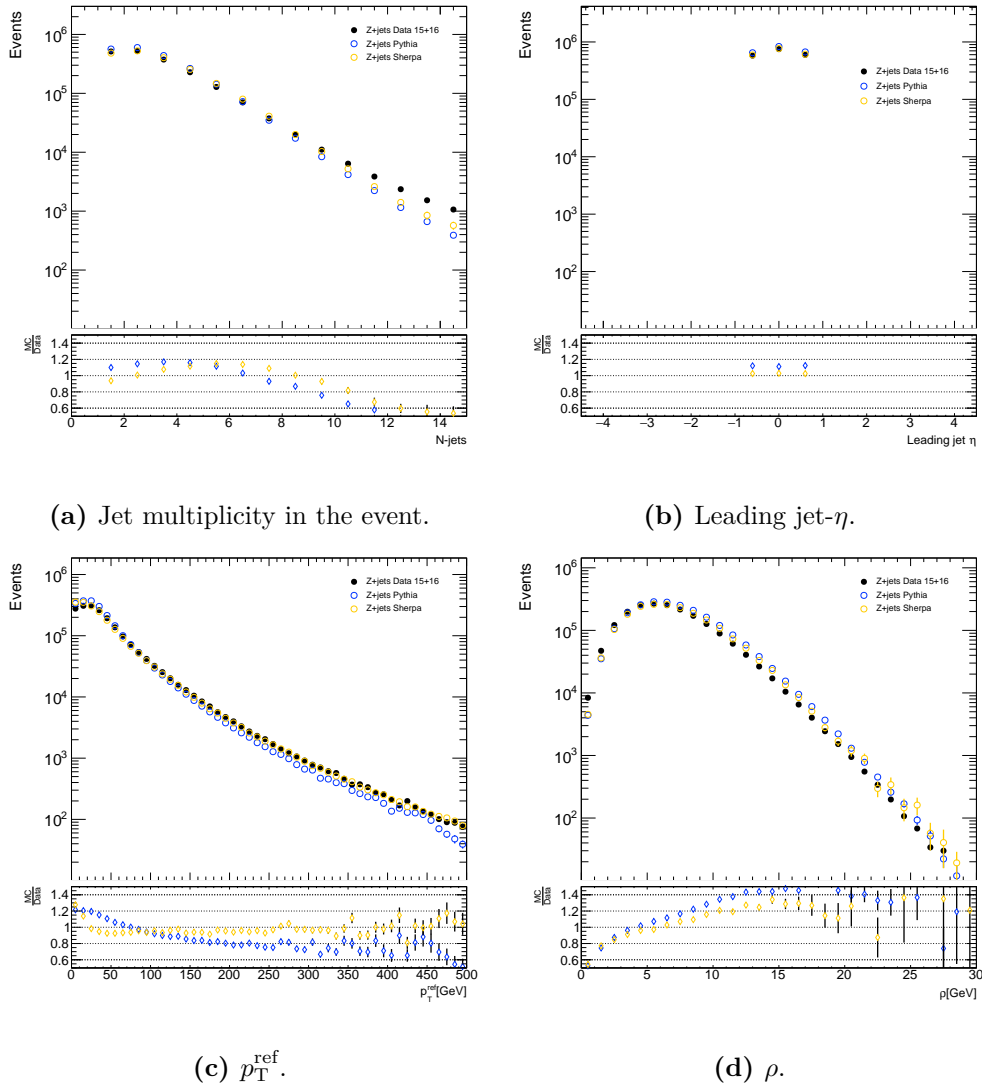 Events
10⁶
10⁵
10⁴
10³
10²
Z+jets Data 15+16
Z+jets Pythia
Z+jets Sherpa
MC
Data
1.4
1.2
1
0.8
0.6
0 2 4 6 8 10 12 14
N-jets
(a) Jet multiplicity in the event.
Events
10⁶
10⁵
10⁴
10³
10²
Z+jets Data 15+16
Z+jets Pythia
Z+jets Sherpa
MC
Data
1.4
1.2
1
0.8
0.6
−4 −3 −2 −1 0 1 2 3 4
Leading jet η
(b) Leading jet-η.
Events
10⁶
10⁵
10⁴
10³
10²
Z+jets Data 15+16
Z+jets Pythia
Z+jets Sherpa
MC
Data
1.4
1.2
1
0.8
0.6
0 50 100 150 200 250 300 350 400 450 500
p_T^ref[GeV]
(c) p_T^ref.
Events
10⁶
10⁵
10⁴
10³
10²
Z+jets Data 15+16
Z+jets Pythia
Z+jets Sherpa
MC
Data
1.4
1.2
1
0.8
0.6
0 5 10 15 20 25 30
ρ[GeV]
(d) ρ.